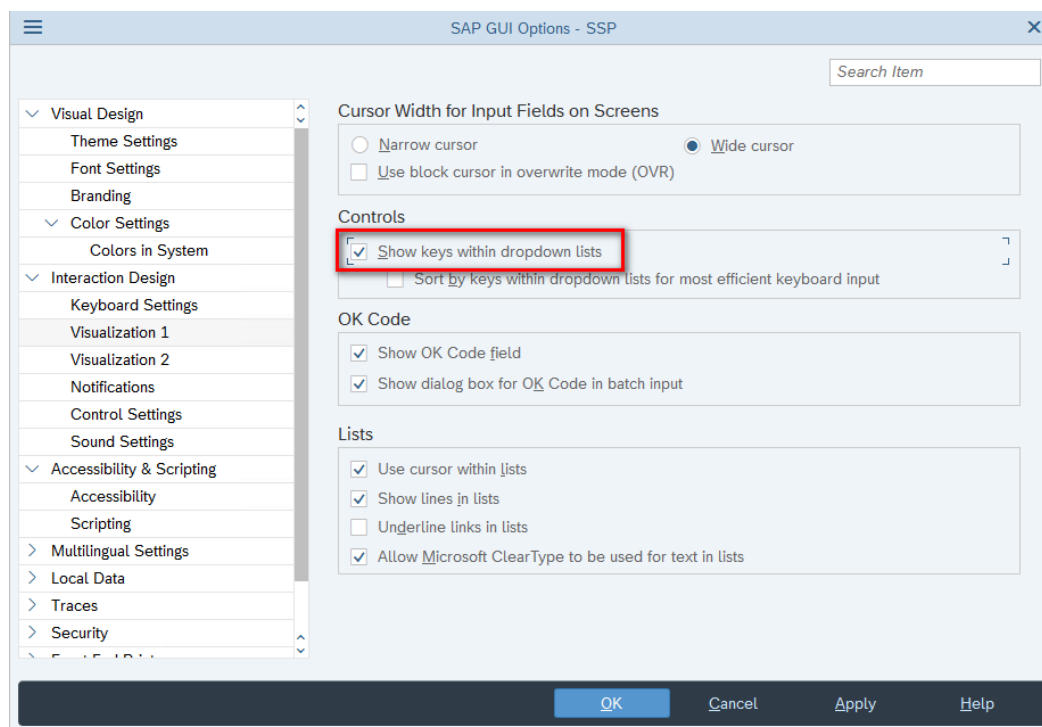 SAP GUI Options - SSP
Search Item
Visual Design
Theme Settings
Font Settings
Branding
Color Settings
Colors in System
Interaction Design
Keyboard Settings
Visualization 1
Visualization 2
Notifications
Control Settings
Sound Settings
Accessibility & Scripting
Accessibility
Scripting
Multilingual Settings
Local Data
Traces
Security
Cursor Width for Input Fields on Screens
Narrow cursor
Wide cursor
Use block cursor in overwrite mode (OVR)
Controls
Show keys within dropdown lists
Sort by keys within dropdown lists for most efficient keyboard input
OK Code
Show OK Code field
Show dialog box for OK Code in batch input
Lists
Use cursor within lists
Show lines in lists
Underline links in lists
Allow Microsoft ClearType to be used for text in lists
OK
Cancel
Apply
Help